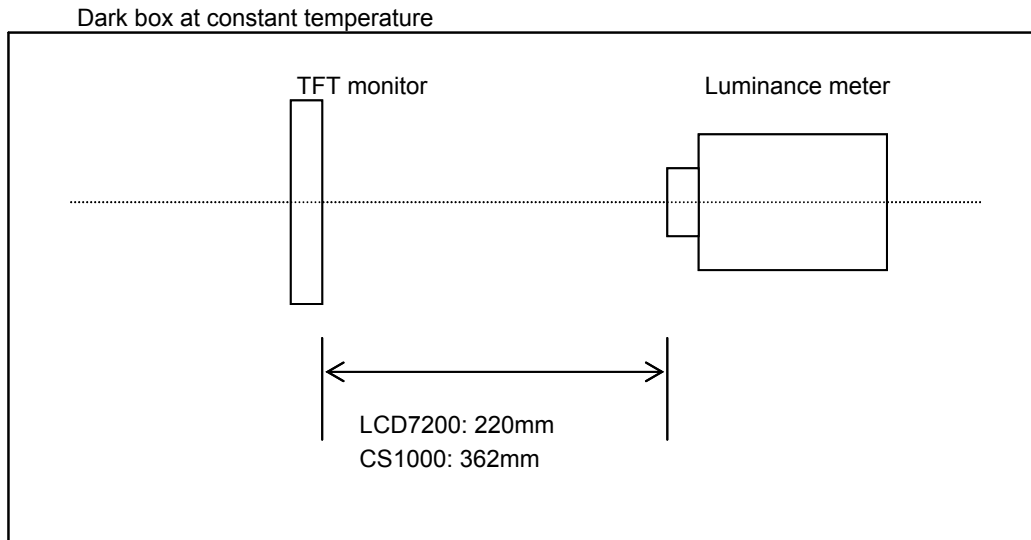 Dark box at constant temperature
TFT monitor
Luminance meter
LCD7200: 220mm
CS1000: 362mm